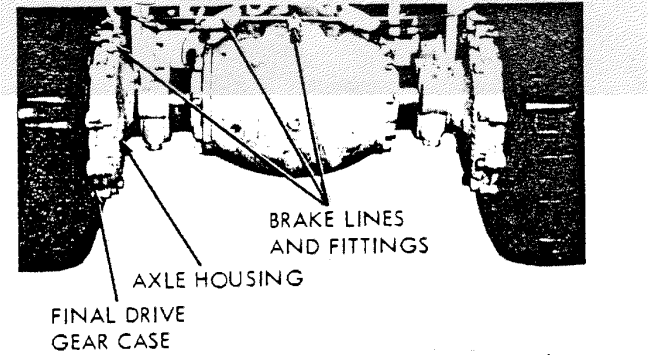 BRAKE LINES
AND FITTINGS
AXLE HOUSING
FINAL DRIVE
GEAR CASE